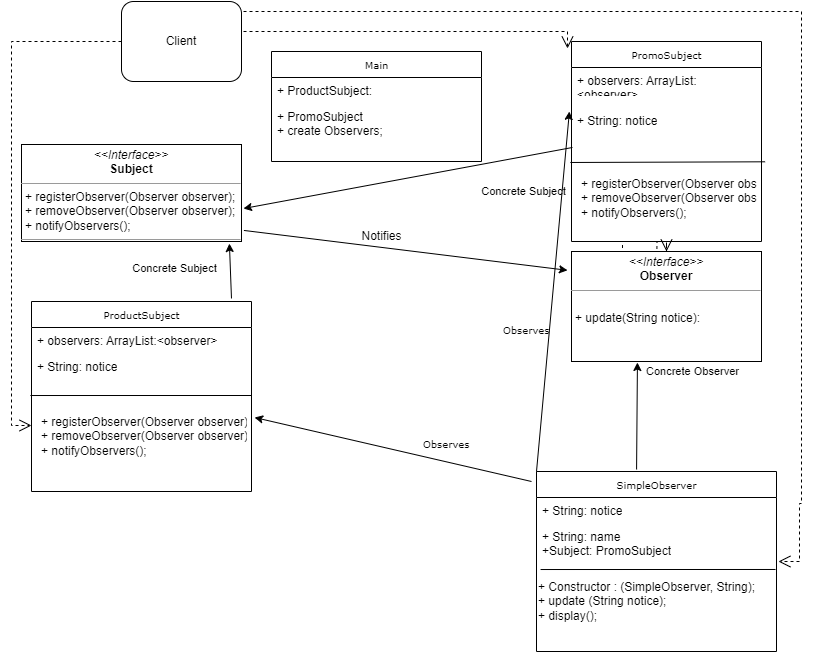 Client
Main
+ ProductSubject:
+ PromoSubject
+ create Observers;
PromoSubject
+ observers: ArrayList:
<observer>
+ String: notice
+ registerObserver(Observer obs
+ removeObserver(Observer obs
+ notifyObservers();
<<Interface>>
Subject
+ registerObserver(Observer observer);
+ removeObserver(Observer observer);
+ notifyObservers();
Concrete Subject
Notifies
Concrete Subject
<<Interface>>
Observer
+ update(String notice):
ProductSubject
+ observers: ArrayList:<observer>
+ String: notice
+ registerObserver(Observer observer)
+ removeObserver(Observer observer)
+ notifyObservers();
Observes
Concrete Observer
Observes
SimpleObserver
+ String: notice
+ String: name
+Subject: PromoSubject
+ Constructor : (SimpleObserver, String);
+ update (String notice);
+ display();